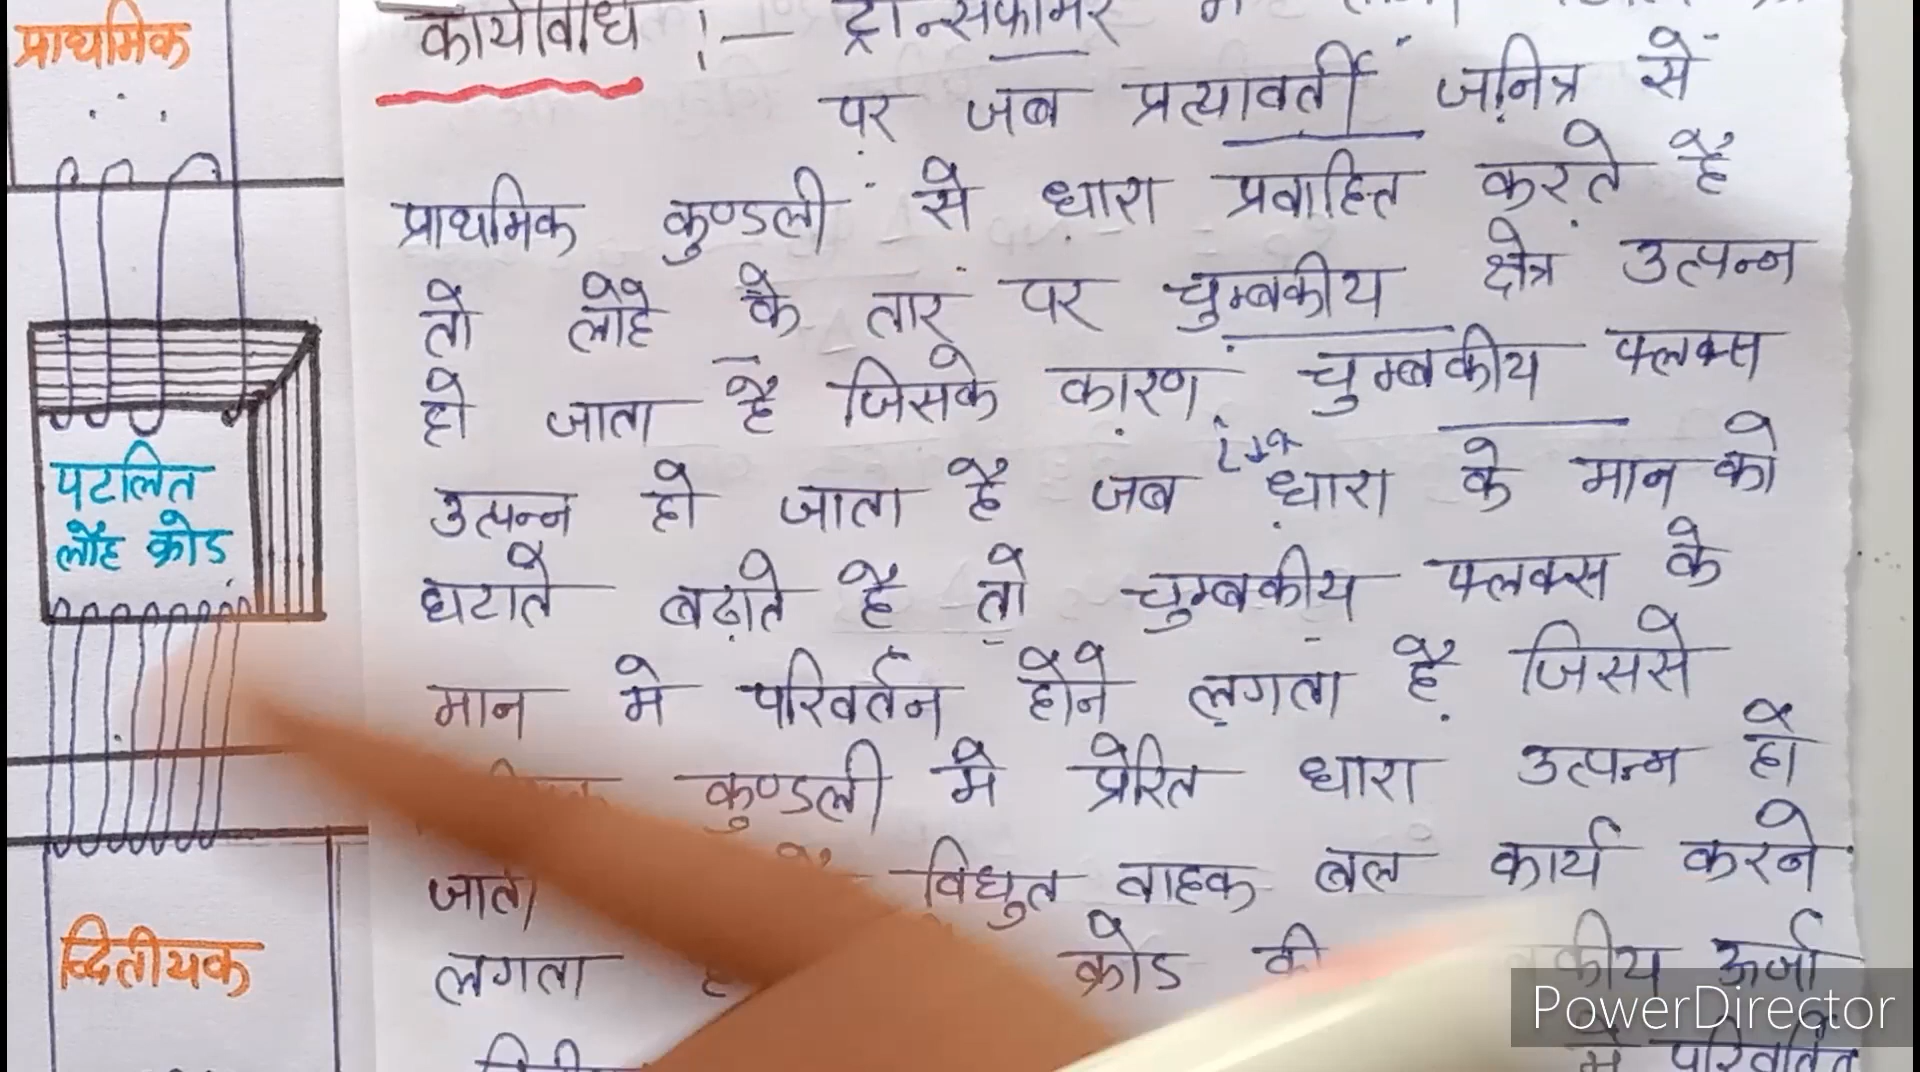 प्राथमिक
कार्यविधि :— ट्रान्सफार्मर में
पर जब प्रत्यावर्ती जनित्र से
प्राथमिक कुण्डली से धारा प्रवाहित करते है
तो लोहे के तार पर चुम्बकीय क्षेत्र उत्पन्न
हो जाता है जिसके कारण चुम्बकीय फ्लक्स
उत्पन्न हो जाता है जब धारा के मान को
घटाते बढ़ाते है तो चुम्बकीय फ्लक्स के
मान मे परिवर्तन होने लगता है जिससे
कुण्डली मे प्रेरित धारा उत्पन्न हो
जाता विधुत वाहक बल कार्य करने
लगता क्रोड की ऊर्जा
मे परिवर्तित
पटलित
लौह क्रोड
द्वितीयक
PowerDirector